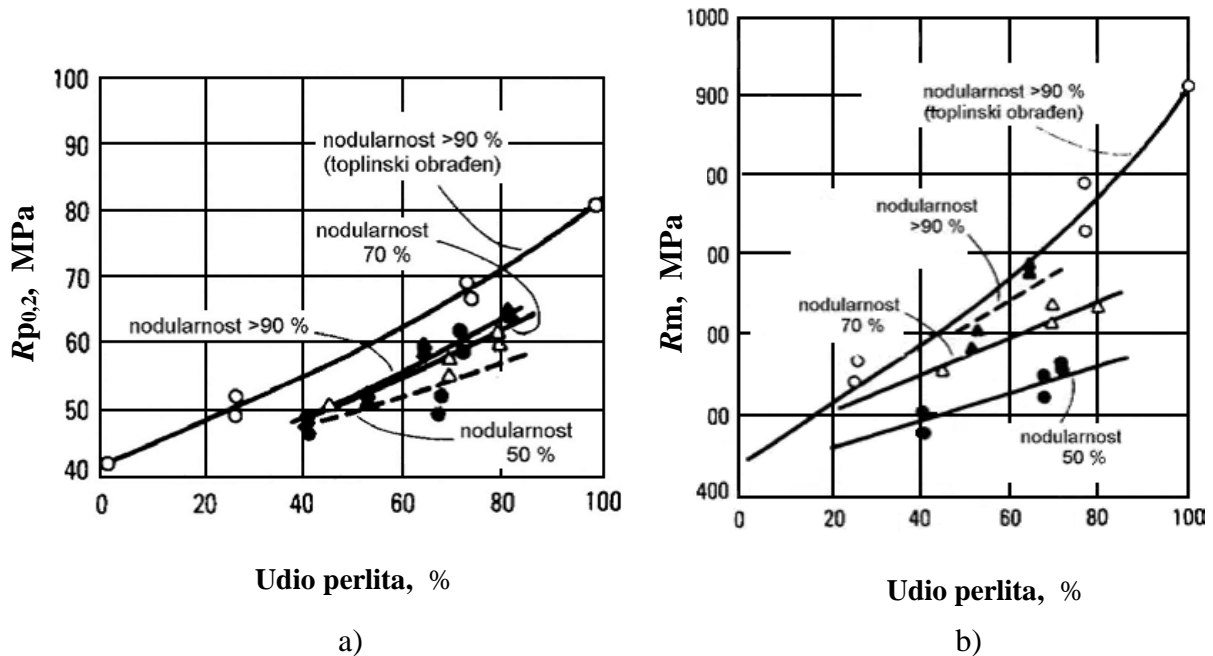 100
90
80
70
60
50
40
Rp0,2, MPa
nodularnost >90 %
(toplinski obrađen)
nodularnost
70 %
nodularnost >90 %
nodularnost
50 %
0 20 40 60 80 100
Udio perlita, %
a)
1000
900
00
00
00
00
400
Rm, MPa
nodularnost >90 %
(toplinski obrađen)
nodularnost
>90 %
nodularnost
70 %
nodularnost
50 %
0 20 40 60 80 100
Udio perlita, %
b)